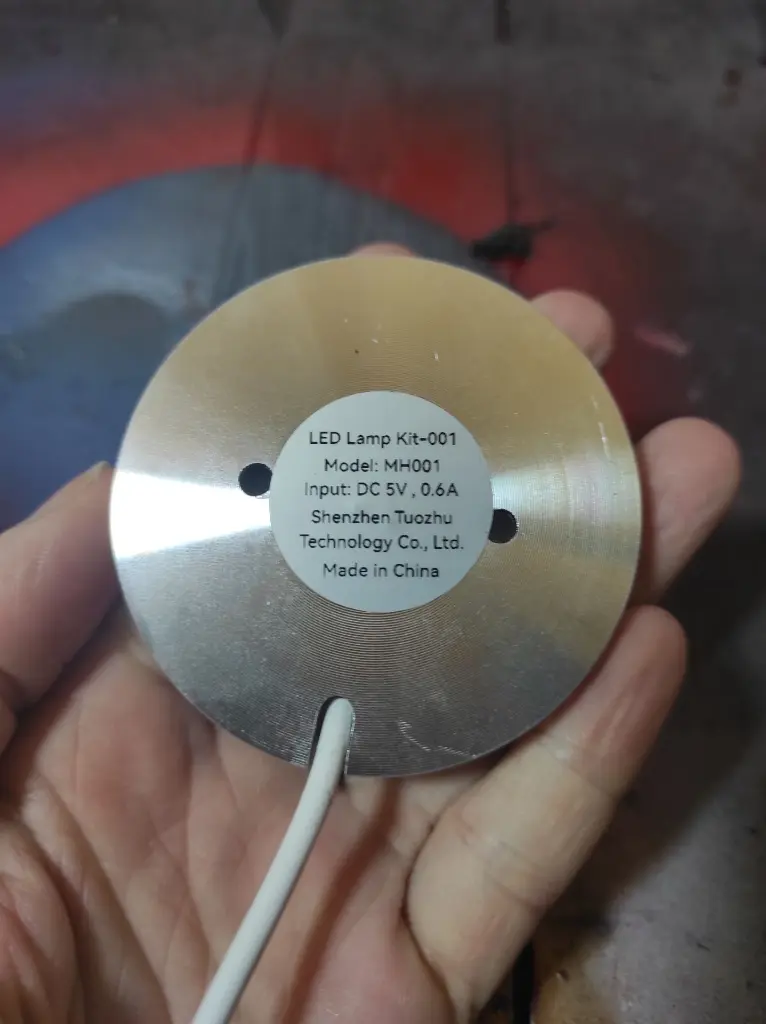 LED Lamp Kit-001
Model: MH001
Input: DC 5V , 0.6A
Shenzhen Tuozhu
Technology Co., Ltd.
Made in China